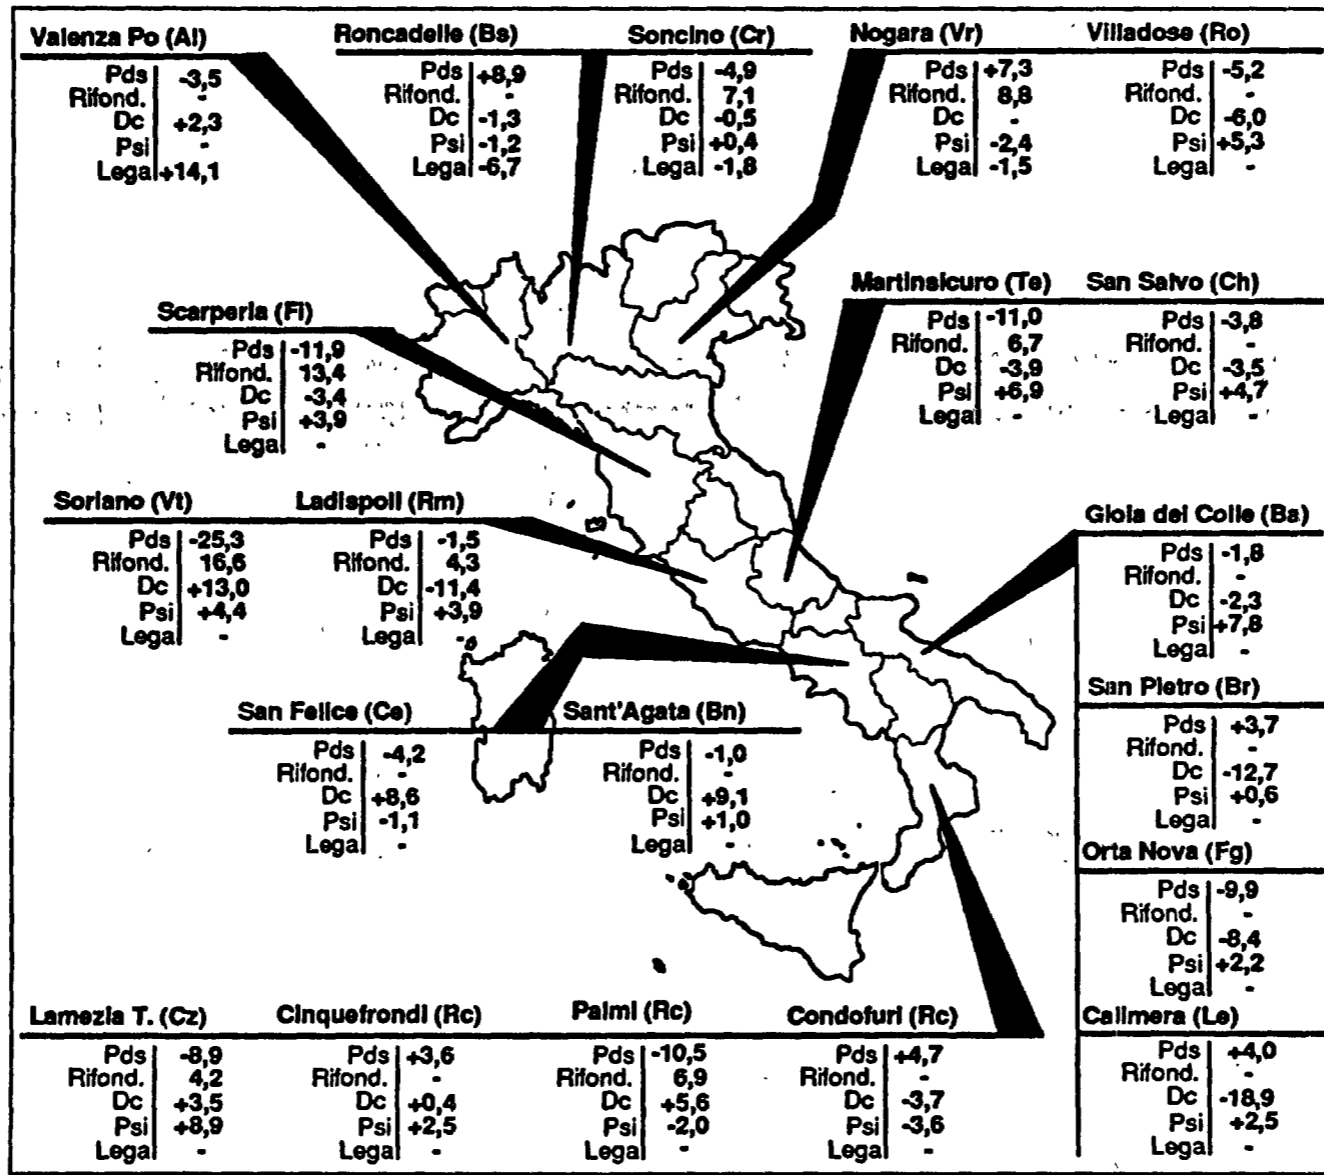 Valenza Po (Al)
Pds -3,5
Rifond. -
Dc +2,3
Psi -
Lega +14,1
Roncadelle (Bs)
Pds +8,9
Rifond. -
Dc -1,3
Psi -1,2
Lega -6,7
Soncino (Cr)
Pds -4,9
Rifond. 7,1
Dc -0,5
Psi +0,4
Lega -1,8
Nogara (Vr)
Pds +7,3
Rifond. 8,8
Dc -
Psi -2,4
Lega -1,5
Villadose (Ro)
Pds -5,2
Rifond. -
Dc -6,0
Psi +5,3
Lega -
Scarperia (Fi)
Pds -11,9
Rifond. 13,4
Dc -3,4
Psi +3,9
Lega -
Martinsicuro (Te)
Pds -11,0
Rifond. 6,7
Dc -3,9
Psi +6,9
Lega -
San Salvo (Ch)
Pds -3,8
Rifond. -
Dc -3,5
Psi +4,7
Lega -
Soriano (Vt)
Pds -25,3
Rifond. 16,6
Dc +13,0
Psi +4,4
Lega -
Ladispoli (Rm)
Pds -1,5
Rifond. 4,3
Dc -11,4
Psi +3,9
Lega -
Gioia del Colle (Ba)
Pds -1,8
Rifond. -
Dc -2,3
Psi +7,8
Lega -
San Felice (Ce)
Pds -4,2
Rifond. -
Dc +8,6
Psi -1,1
Lega -
Sant'Agata (Bn)
Pds -1,0
Rifond. -
Dc +9,1
Psi +1,0
Lega -
San Pietro (Br)
Pds +3,7
Rifond. -
Dc -12,7
Psi +0,6
Lega -
Orta Nova (Fg)
Pds -9,9
Rifond. -
Dc -8,4
Psi +2,2
Lega -
Lamezia T. (Cz)
Pds -8,9
Rifond. 4,2
Dc +3,5
Psi +8,9
Lega -
Cinquefrondi (Rc)
Pds +3,6
Rifond. -
Dc +0,4
Psi +2,5
Lega -
Palmi (Rc)
Pds -10,5
Rifond. 6,9
Dc +5,6
Psi -2,0
Lega -
Condofuri (Rc)
Pds +4,7
Rifond. -
Dc -3,7
Psi -3,6
Lega -
Calimera (Le)
Pds +4,0
Rifond. -
Dc -18,9
Psi +2,5
Lega -